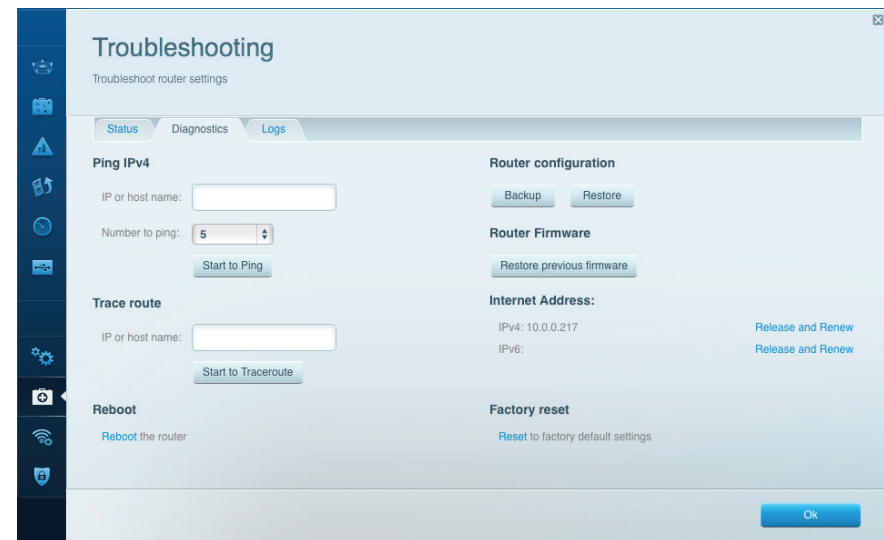 Troubleshooting
Troubleshoot router settings
Status Diagnostics Logs
Ping IPv4
IP or host name:
Number to ping: 5
Start to Ping
Trace route
IP or host name:
Start to Traceroute
Reboot
Reboot the router
Router configuration
Backup Restore
Router Firmware
Restore previous firmware
Internet Address:
IPv4: 10.0.0.217 Release and Renew
IPv6: Release and Renew
Factory reset
Reset to factory default settings
Ok